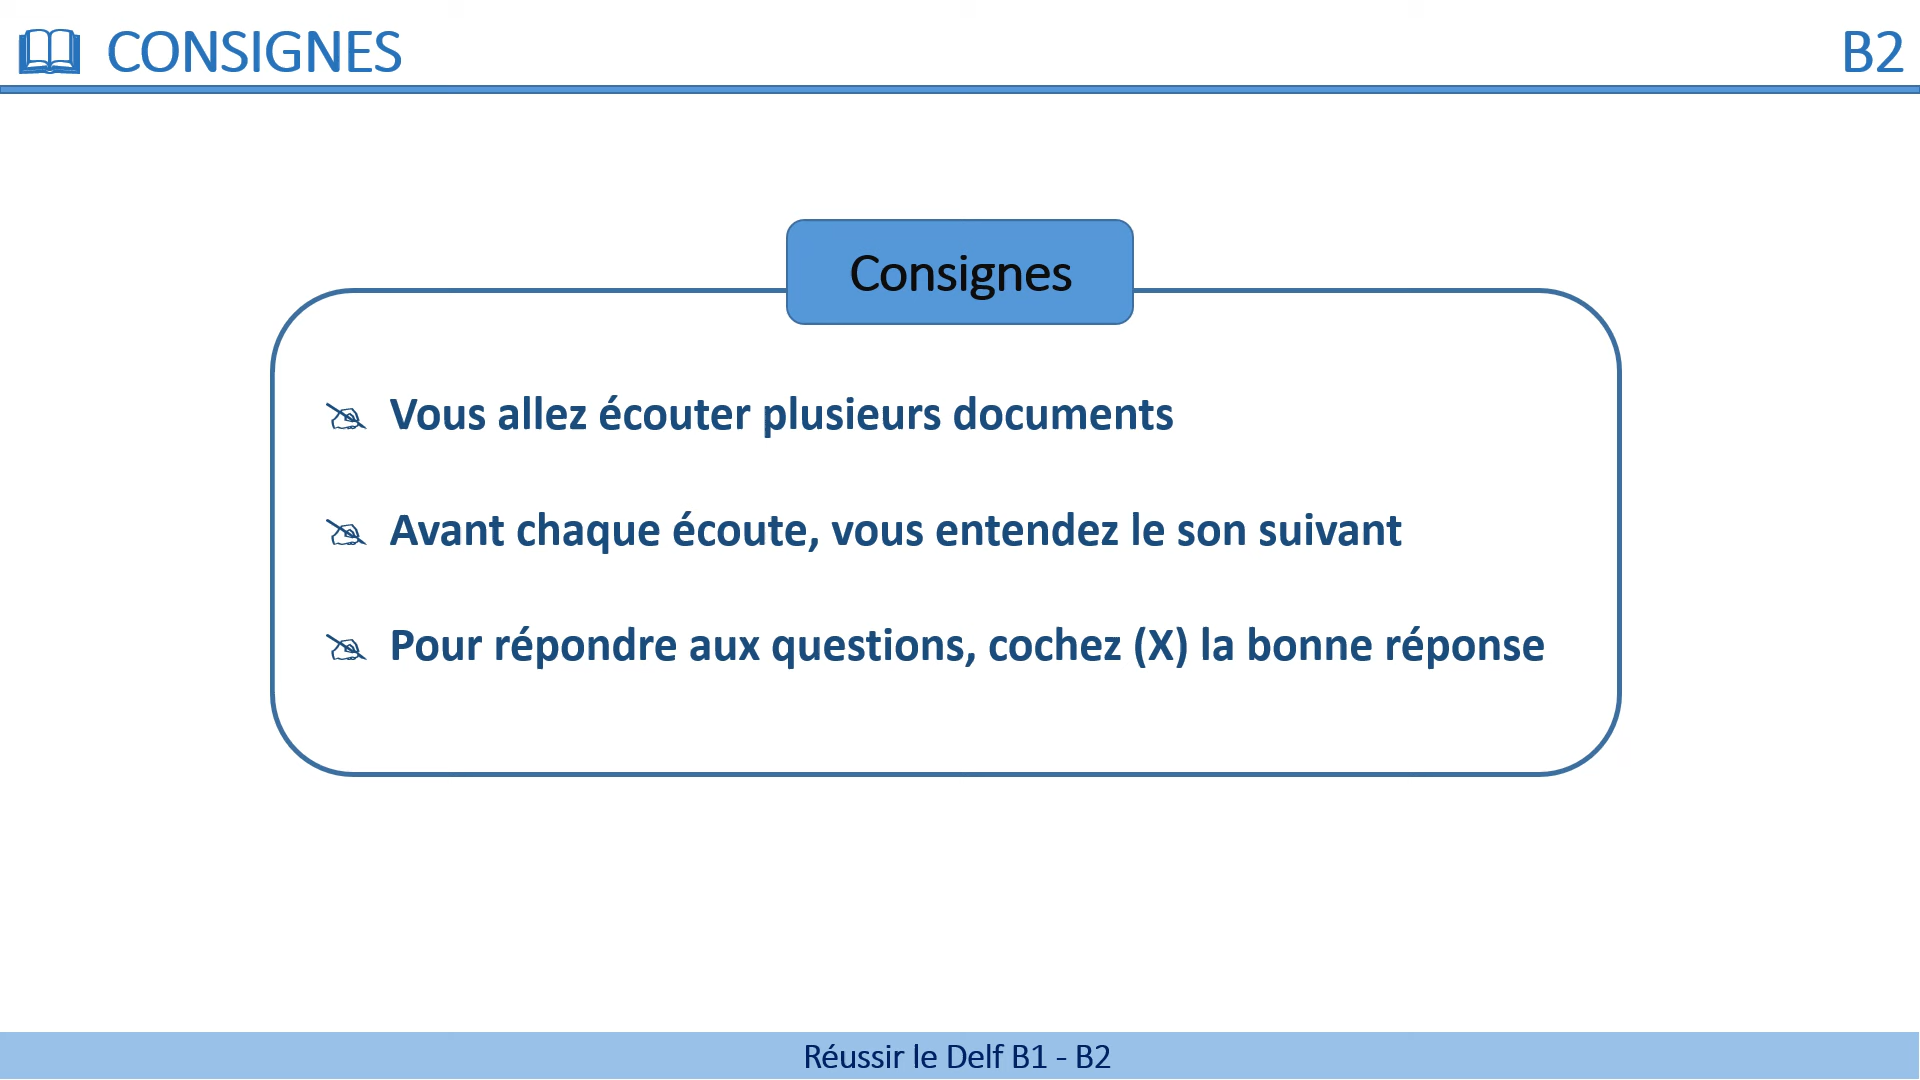 CONSIGNES
B2
Consignes
Vous allez écouter plusieurs documents
Avant chaque écoute, vous entendez le son suivant
Pour répondre aux questions, cochez (X) la bonne réponse
Réussir le Delf B1 - B2